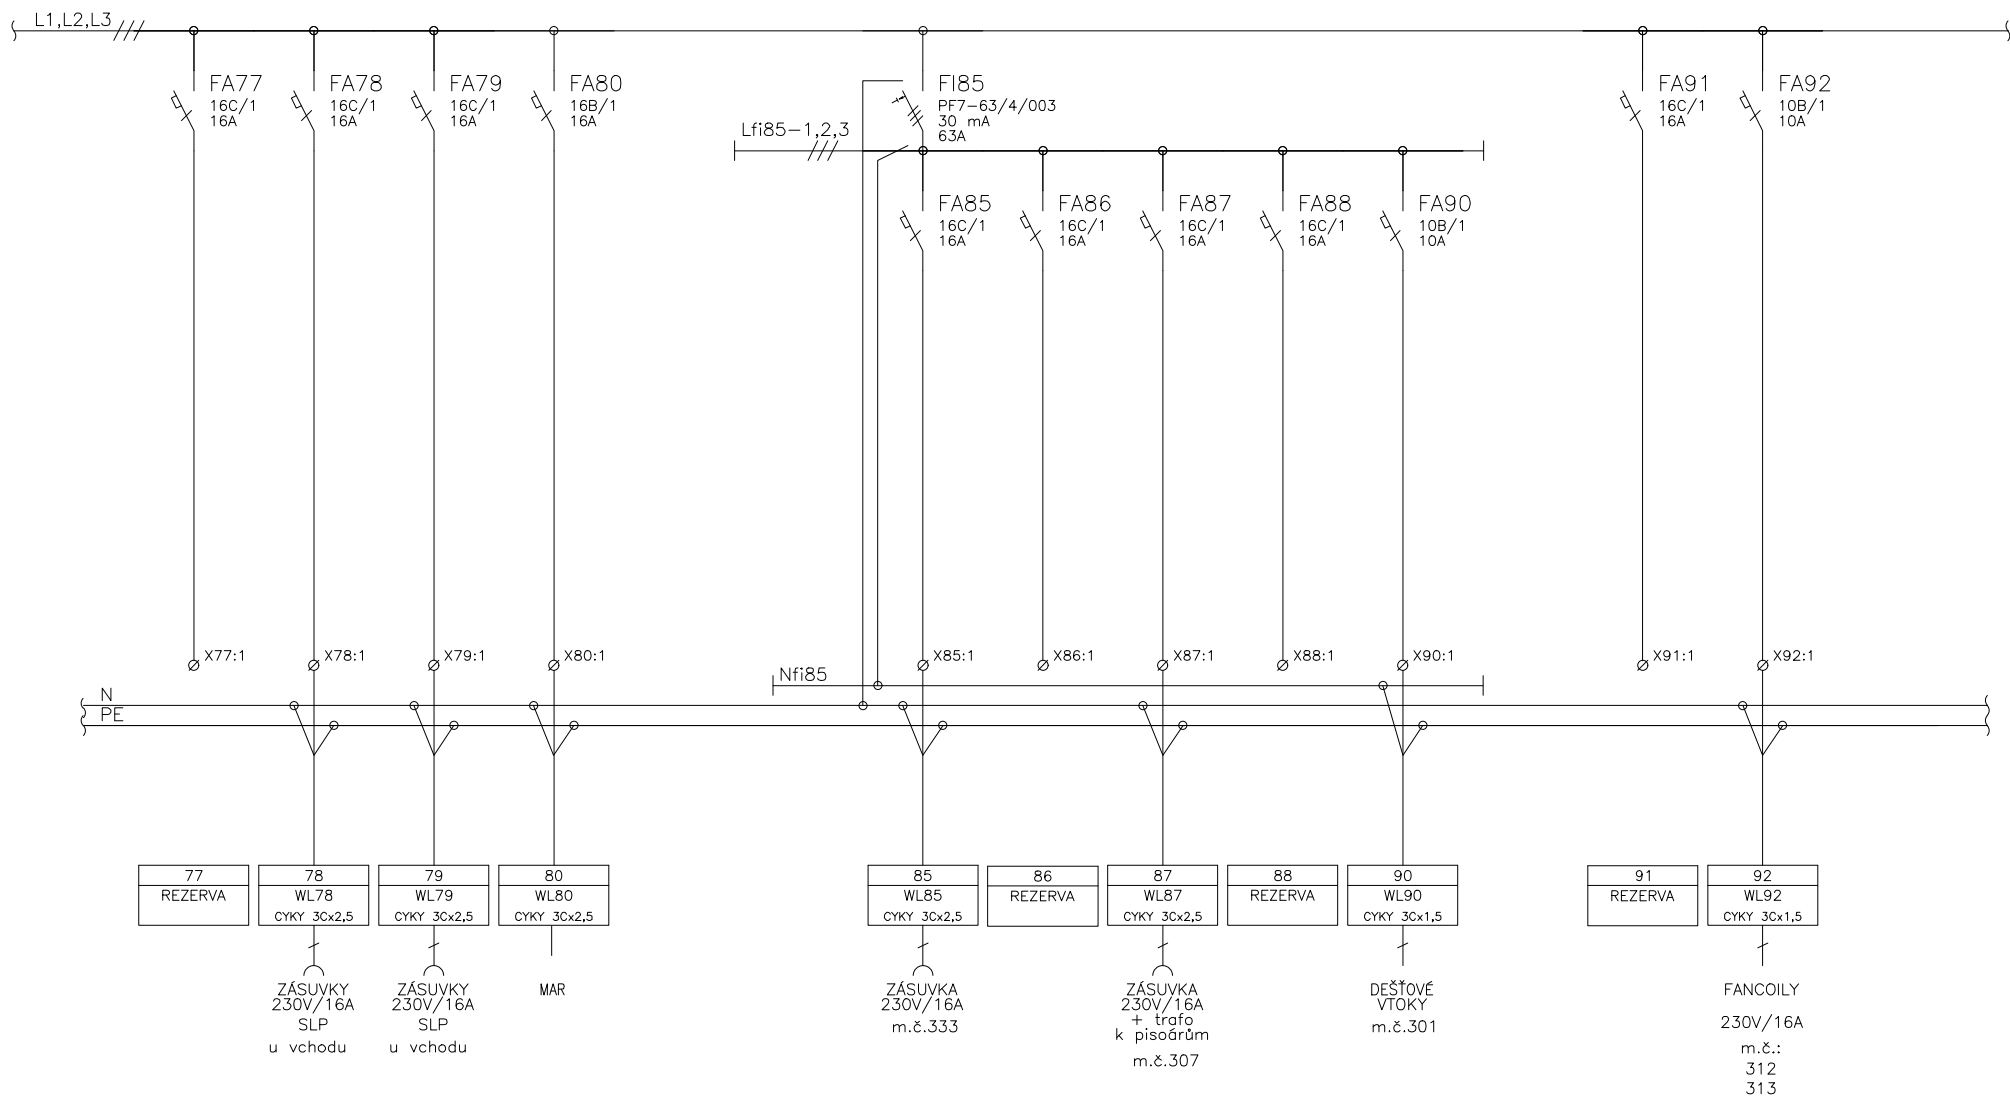 L1,L2,L3
FA77
16C/1
16A
FA78
16C/1
16A
FA79
16C/1
16A
FA80
16B/1
16A
FI85
PF7-63/4/003
30 mA
63A
FA91
16C/1
16A
FA92
10B/1
10A
Lfi85-1,2,3
FA85
16C/1
16A
FA86
16C/1
16A
FA87
16C/1
16A
FA88
16C/1
16A
FA90
10B/1
10A
X77:1
X78:1
X79:1
X80:1
X85:1
X86:1
X87:1
X88:1
X90:1
X91:1
X92:1
Nfi85
N
PE
77
REZERVA
78
WL78
CYKY 3Cx2,5
79
WL79
CYKY 3Cx2,5
80
WL80
CYKY 3Cx2,5
85
WL85
CYKY 3Cx2,5
86
REZERVA
87
WL87
CYKY 3Cx2,5
88
REZERVA
90
WL90
CYKY 3Cx1,5
91
REZERVA
92
WL92
CYKY 3Cx1,5
ZÁSUVKY
230V/16A
SLP
u vchodu
ZÁSUVKY
230V/16A
SLP
u vchodu
MAR
ZÁSUVKA
230V/16A
m.č.333
ZÁSUVKA
230V/16A
+ trafo
k pisoárům
m.č.307
DEŠŤOVÉ
VTOKY
m.č.301
FANCOILY
230V/16A
m.č.:
312
313